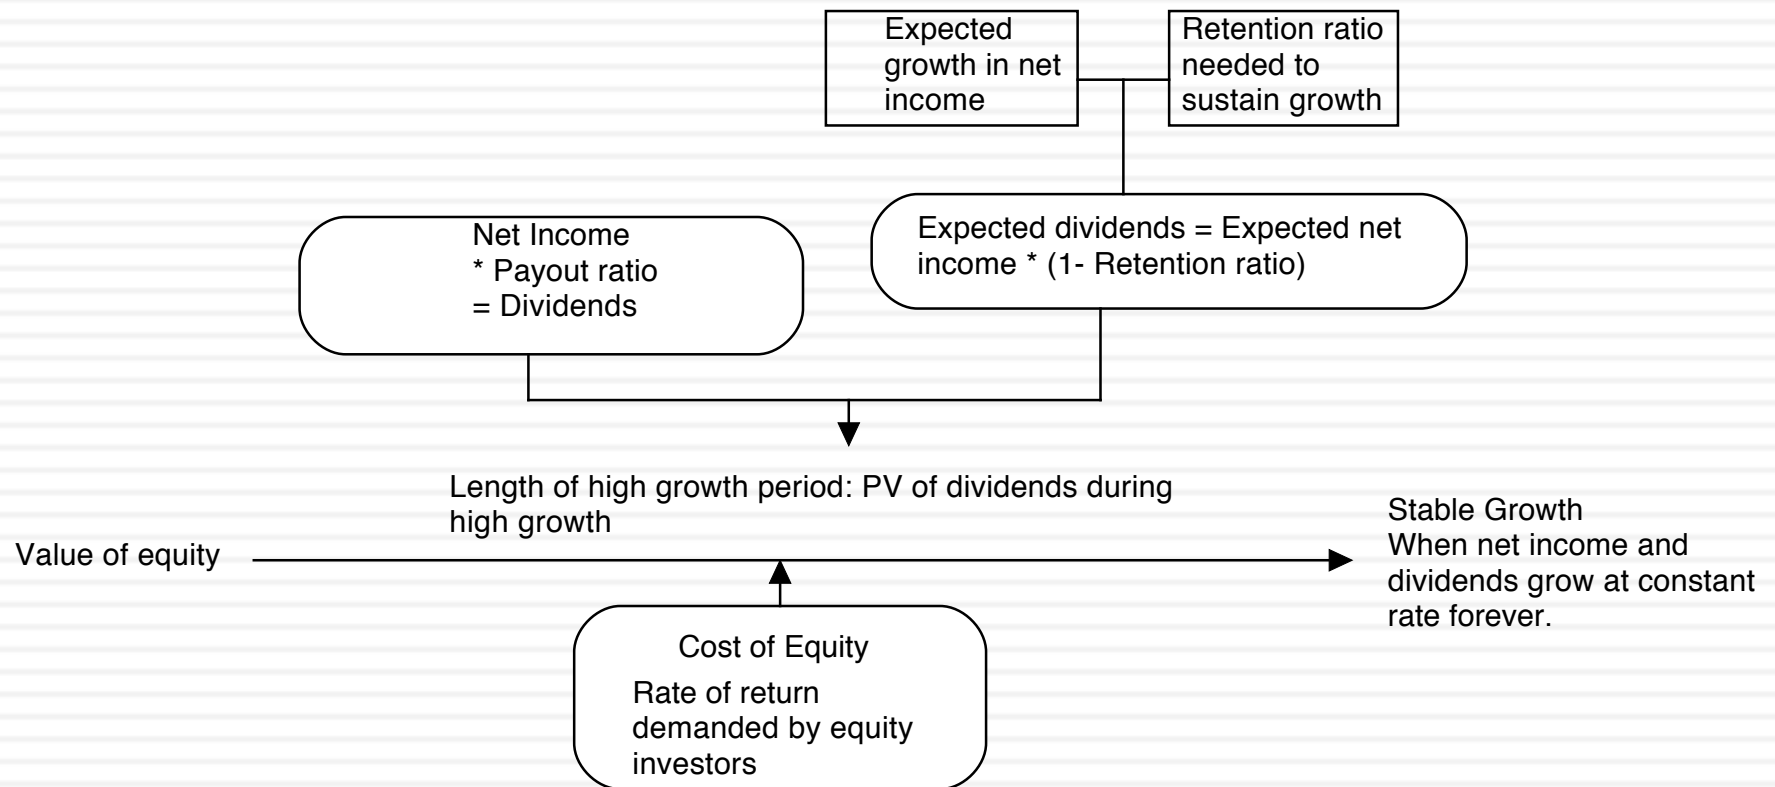 Expected
growth in net
income
Retention ratio
needed to
sustain growth
Net Income
* Payout ratio
= Dividends
Expected dividends = Expected net
income * (1- Retention ratio)
Length of high growth period: PV of dividends during
high growth
Value of equity
Stable Growth
When net income and
dividends grow at constant
rate forever.
Cost of Equity
Rate of return
demanded by equity
investors